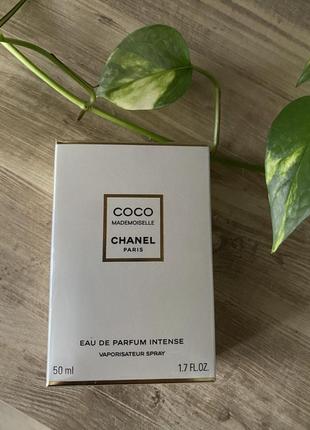 COCO
MADEMOISELLE
CHANEL
PARIS
EAU DE PARFUM INTENSE
VAPORISATEUR SPRAY
50 ml 1.7 FL.OZ.